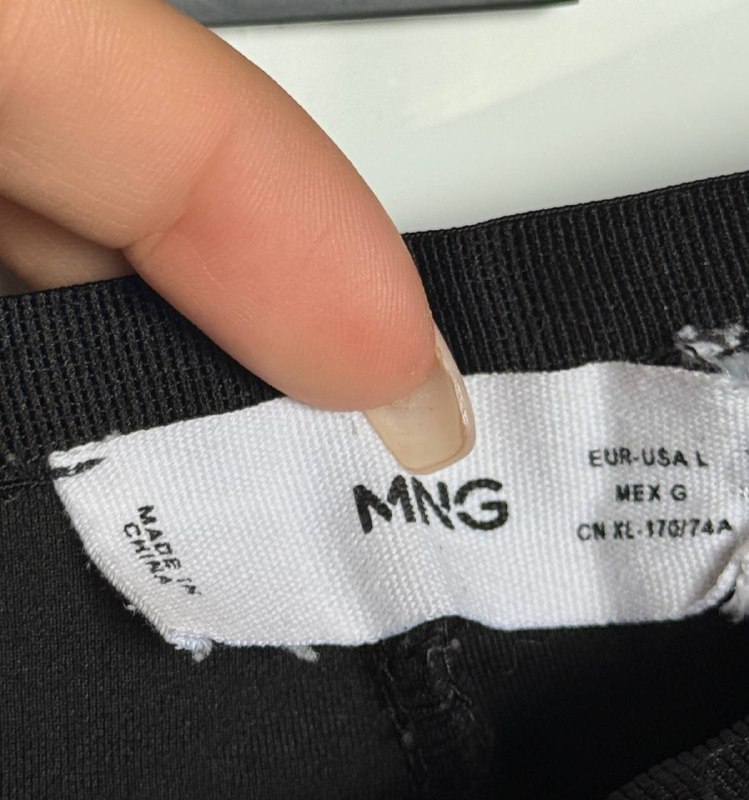 MADE IN
CHINA
MNG
EUR-USA L
MEX G
CN XL-170/74A